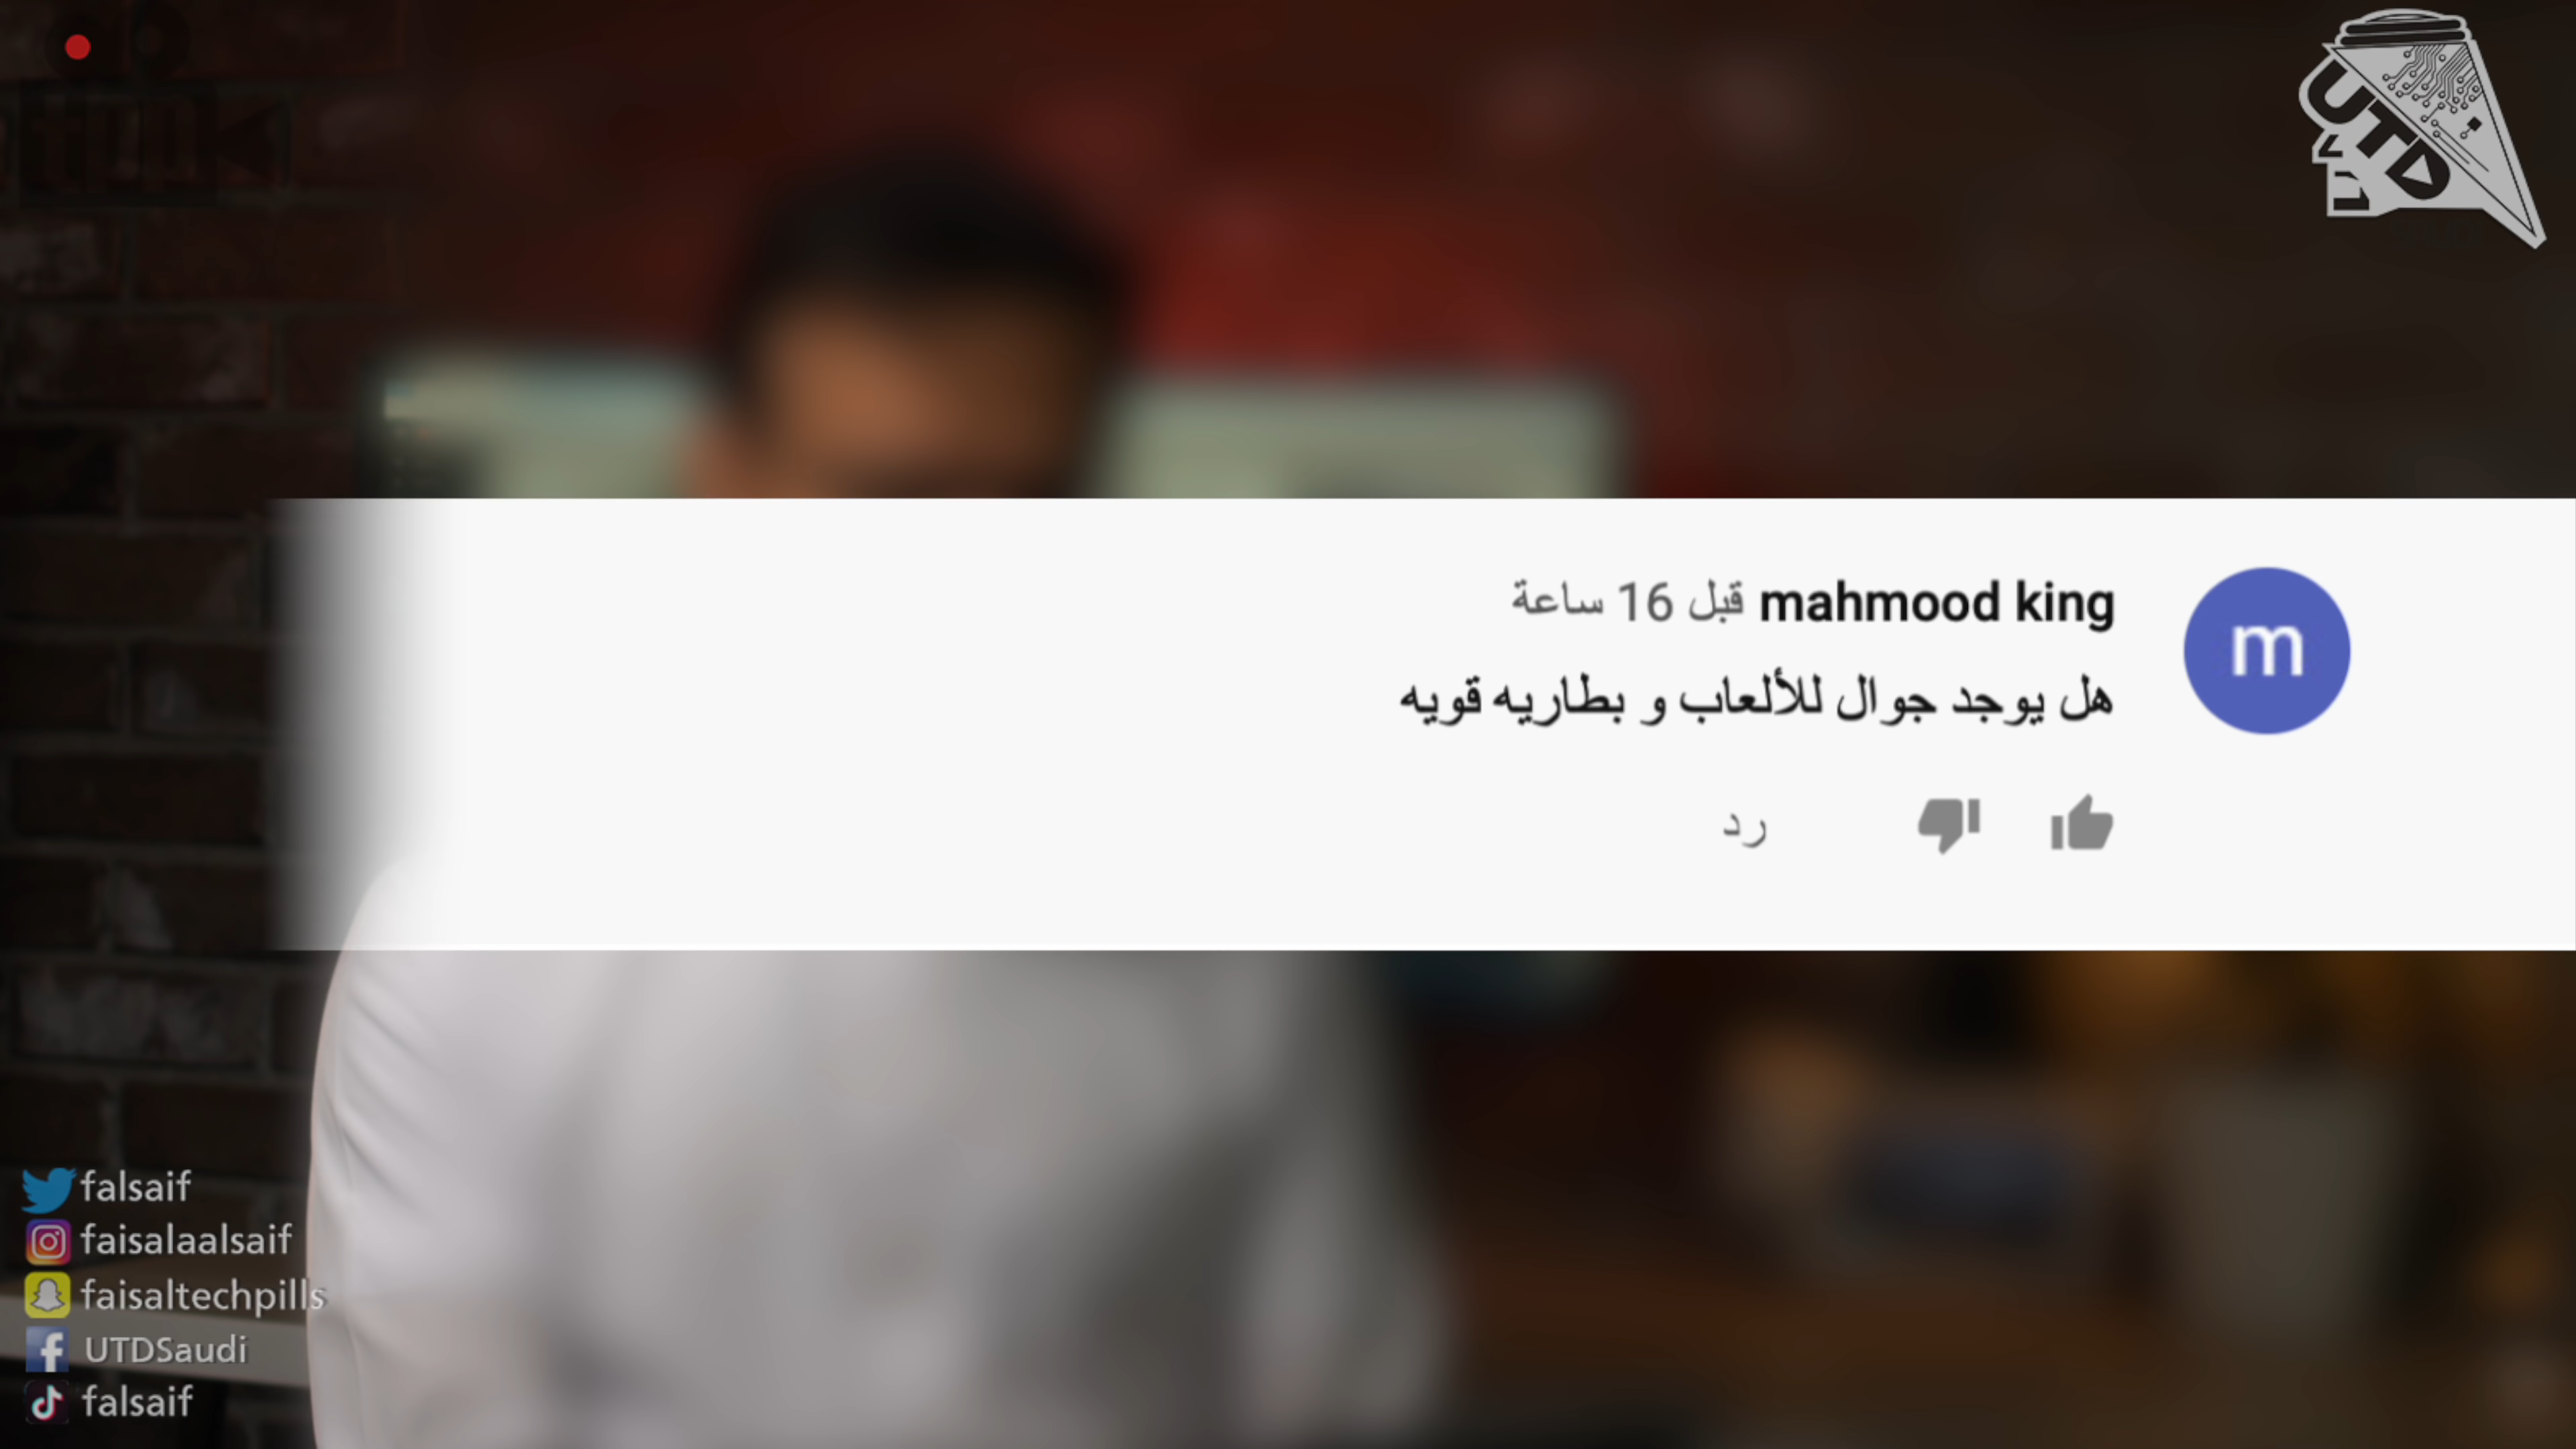 UTD
mahmood king قبل 16 ساعة
m
هل يوجد جوال للألعاب و بطاريه قويه
رد
falsaif
faisalaalsaif
faisaltechpills
UTDSaudi
falsaif